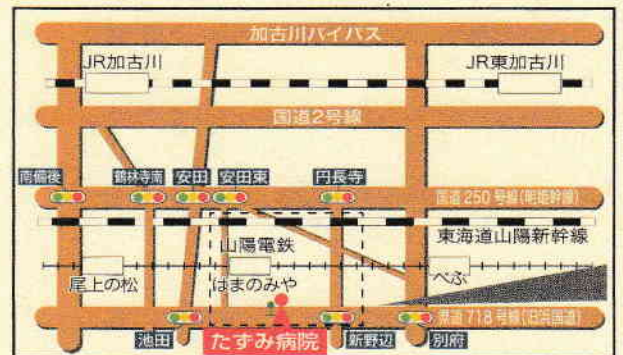 加古川バイパス
JR加古川
JR東加古川
国道2号線
南備後
鶴林寺南
安田
安田東
円長寺
国道250号線(明姫幹線)
東海道山陽新幹線
山陽電鉄
尾上の松
はまのみや
べふ
県道718号線(旧浜国道)
池田
たずみ病院
新野辺
別府